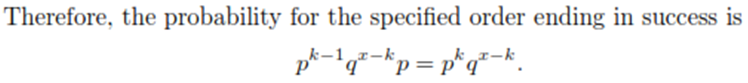 Therefore, the probability for the specified order ending in success is
p^{k−1}q^{x−k}p = p^k q^{x−k}.